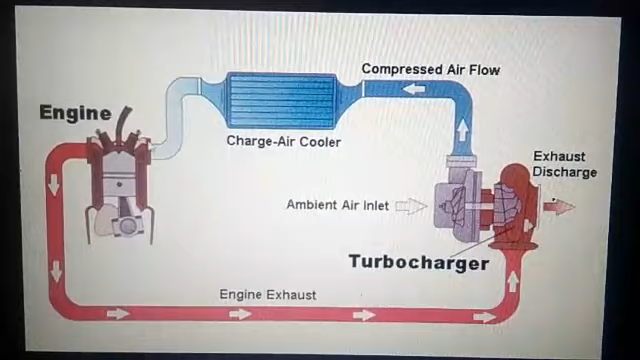 Compressed Air Flow
Engine
Charge-Air Cooler
Exhaust
Discharge
Ambient Air Inlet
Turbocharger
Engine Exhaust